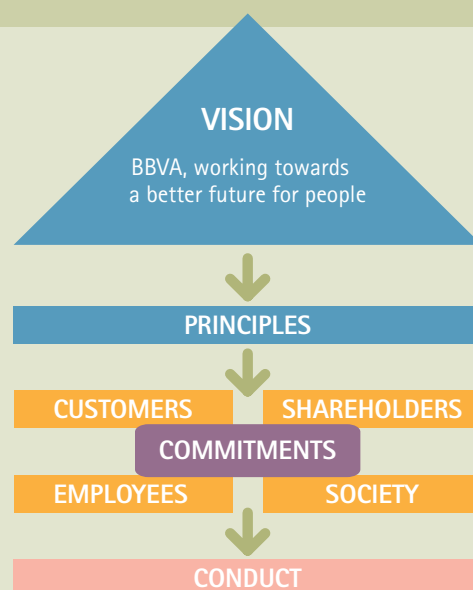 VISION
BBVA, working towards
a better future for people
PRINCIPLES
CUSTOMERS SHAREHOLDERS
COMMITMENTS
EMPLOYEES SOCIETY
CONDUCT